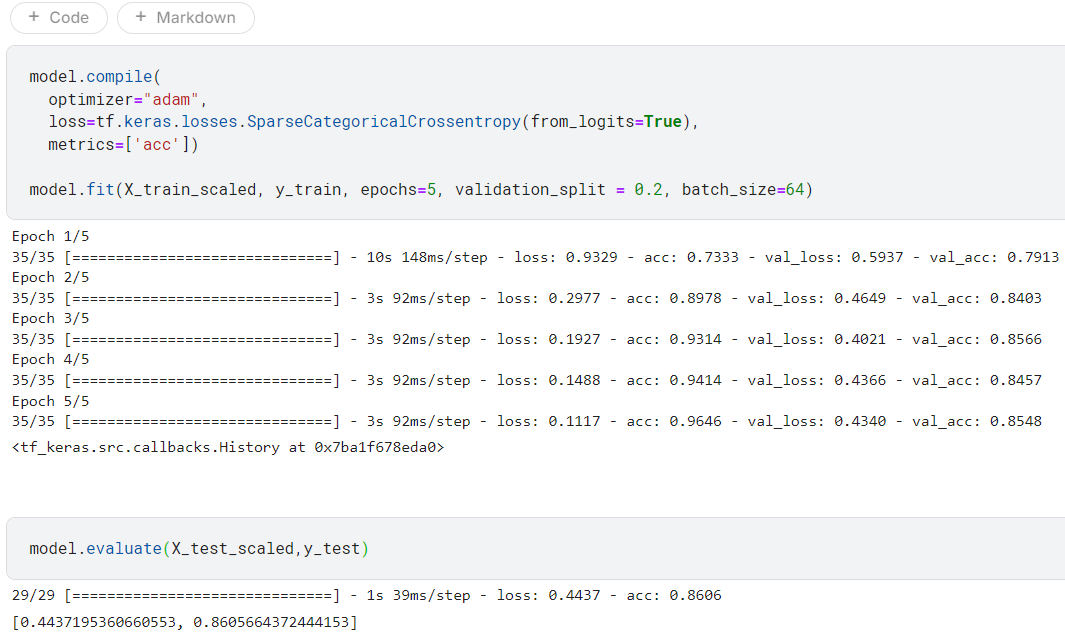 + Code + Markdown
model.compile(
  optimizer="adam",
  loss=tf.keras.losses.SparseCategoricalCrossentropy(from_logits=True),
  metrics=['acc'])

model.fit(X_train_scaled, y_train, epochs=5, validation_split = 0.2, batch_size=64)
Epoch 1/5
35/35 [==============================] - 10s 148ms/step - loss: 0.9329 - acc: 0.7333 - val_loss: 0.5937 - val_acc: 0.7913
Epoch 2/5
35/35 [==============================] - 3s 92ms/step - loss: 0.2977 - acc: 0.8978 - val_loss: 0.4649 - val_acc: 0.8403
Epoch 3/5
35/35 [==============================] - 3s 92ms/step - loss: 0.1927 - acc: 0.9314 - val_loss: 0.4021 - val_acc: 0.8566
Epoch 4/5
35/35 [==============================] - 3s 92ms/step - loss: 0.1488 - acc: 0.9414 - val_loss: 0.4366 - val_acc: 0.8457
Epoch 5/5
35/35 [==============================] - 3s 92ms/step - loss: 0.1117 - acc: 0.9646 - val_loss: 0.4340 - val_acc: 0.8548
<tf_keras.src.callbacks.History at 0x7ba1f678eda0>
model.evaluate(X_test_scaled,y_test)
29/29 [==============================] - 1s 39ms/step - loss: 0.4437 - acc: 0.8606
[0.4437195360660553, 0.8605664372444153]